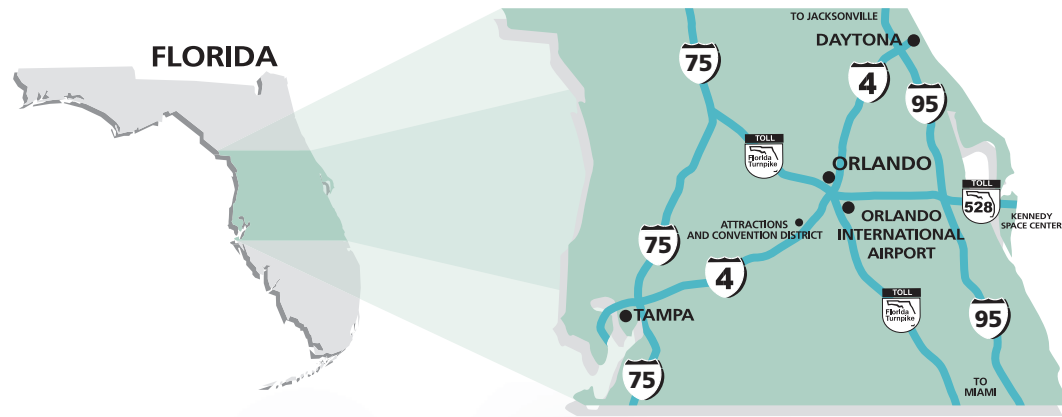 FLORIDA
TO JACKSONVILLE
DAYTONA
75
4
95
TOLL
Florida
Turnpike
ORLANDO
TOLL
528
KENNEDY
SPACE CENTER
ATTRACTIONS
AND CONVENTION DISTRICT
ORLANDO
INTERNATIONAL
AIRPORT
75
4
TOLL
Florida
Turnpike
TAMPA
95
75
TO
MIAMI